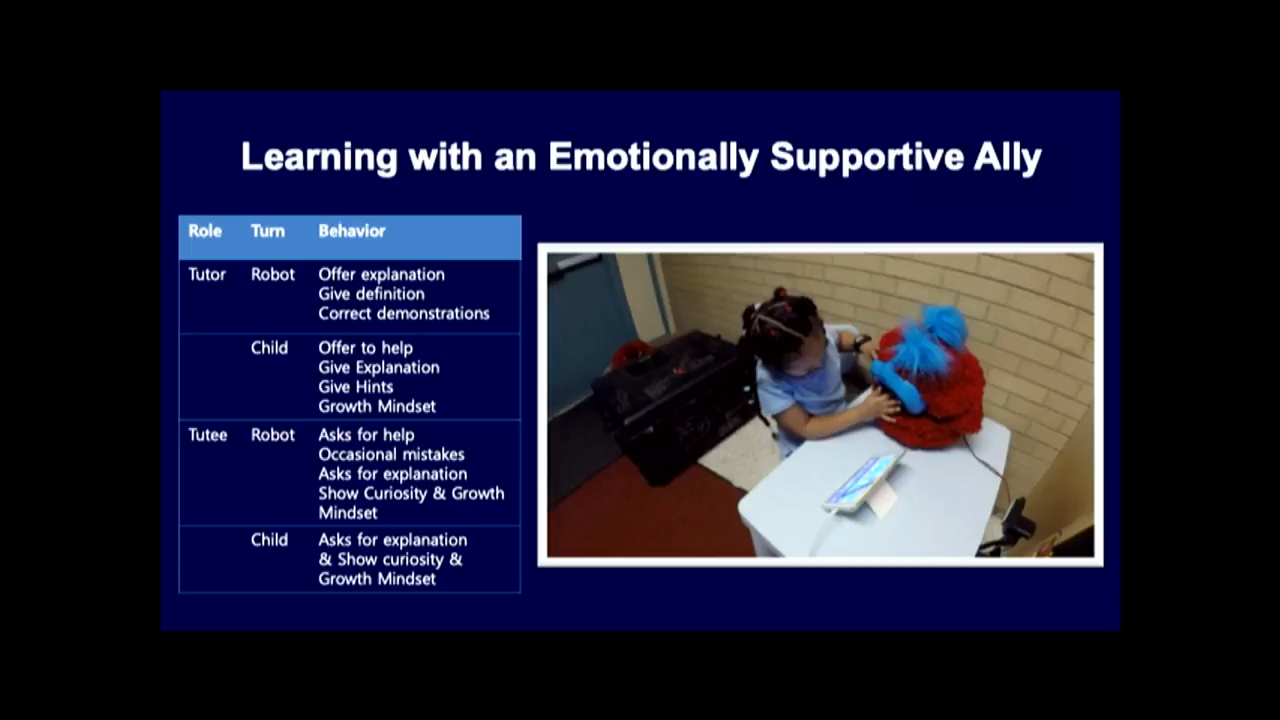 Learning with an Emotionally Supportive Ally
Role Turn Behavior
Tutor Robot Offer explanation
Give definition
Correct demonstrations
Child Offer to help
Give Explanation
Give Hints
Growth Mindset
Tutee Robot Asks for help
Occasional mistakes
Asks for explanation
Show Curiosity & Growth
Mindset
Child Asks for explanation
& Show curiosity &
Growth Mindset